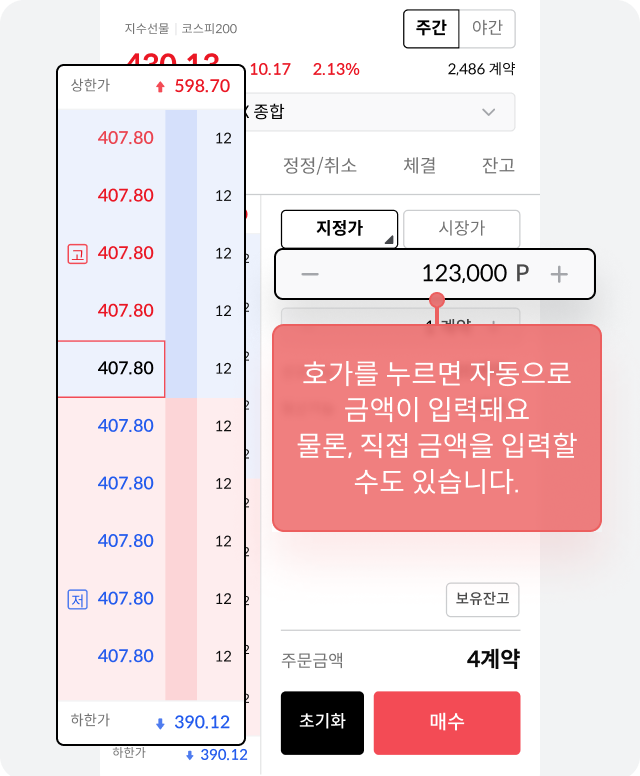 지수선물 | 코스피200
주간
야간
430.13
10.17
2.13%
2,486 계약
종합
정정/취소
체결
잔고
상한가
598.70
407.80
12
407.80
12
고
407.80
12
407.80
12
407.80
12
407.80
12
407.80
12
407.80
12
저
407.80
12
407.80
12
하한가
390.12
지정가
시장가
123,000 P
호가를 누르면 자동으로
금액이 입력돼요
물론, 직접 금액을 입력할
수도 있습니다.
보유잔고
주문금액
4계약
초기화
매수
하한가
390.12